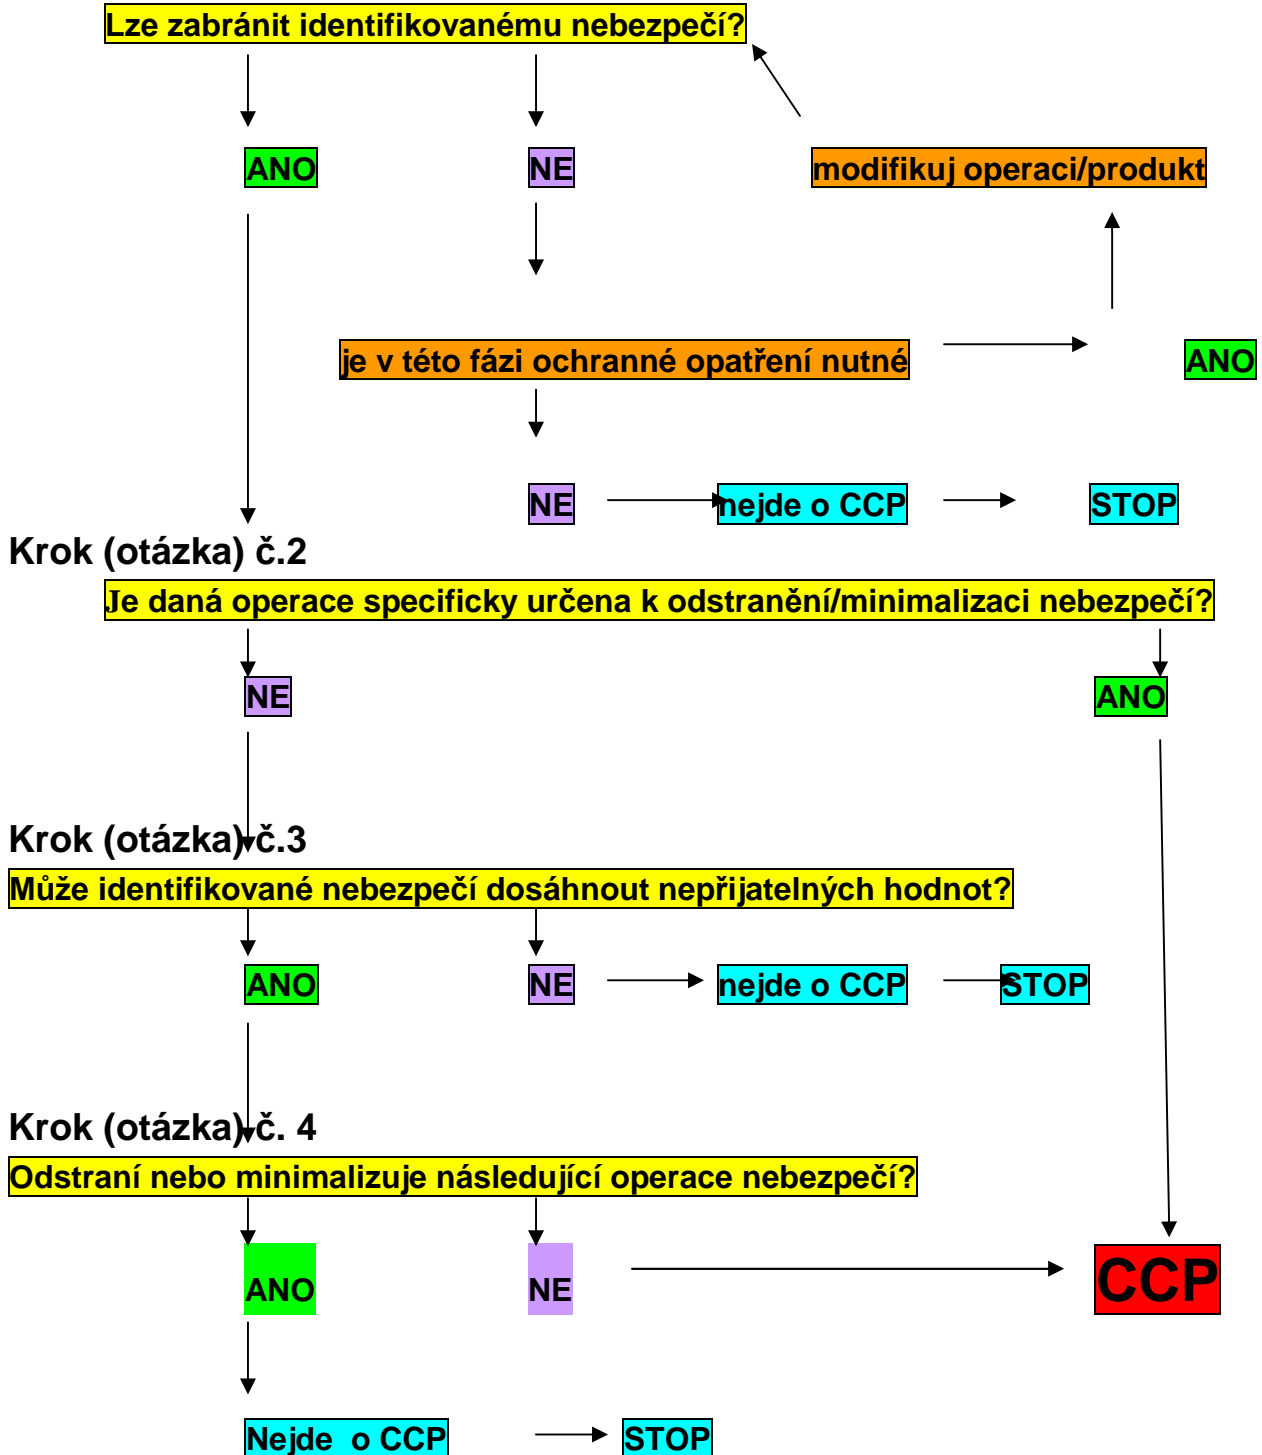 Lze zabránit identifikovanému nebezpečí?
ANO NE modifikuj operaci/produkt
je v této fázi ochranné opatření nutné ANO
NE nejde o CCP STOP
Krok (otázka) č.2
Je daná operace specificky určena k odstranění/minimalizaci nebezpečí?
NE ANO
Krok (otázka) č.3
Může identifikované nebezpečí dosáhnout nepřijatelných hodnot?
ANO NE nejde o CCP STOP
Krok (otázka) č. 4
Odstraní nebo minimalizuje následující operace nebezpečí?
ANO NE CCP
Nejde o CCP STOP